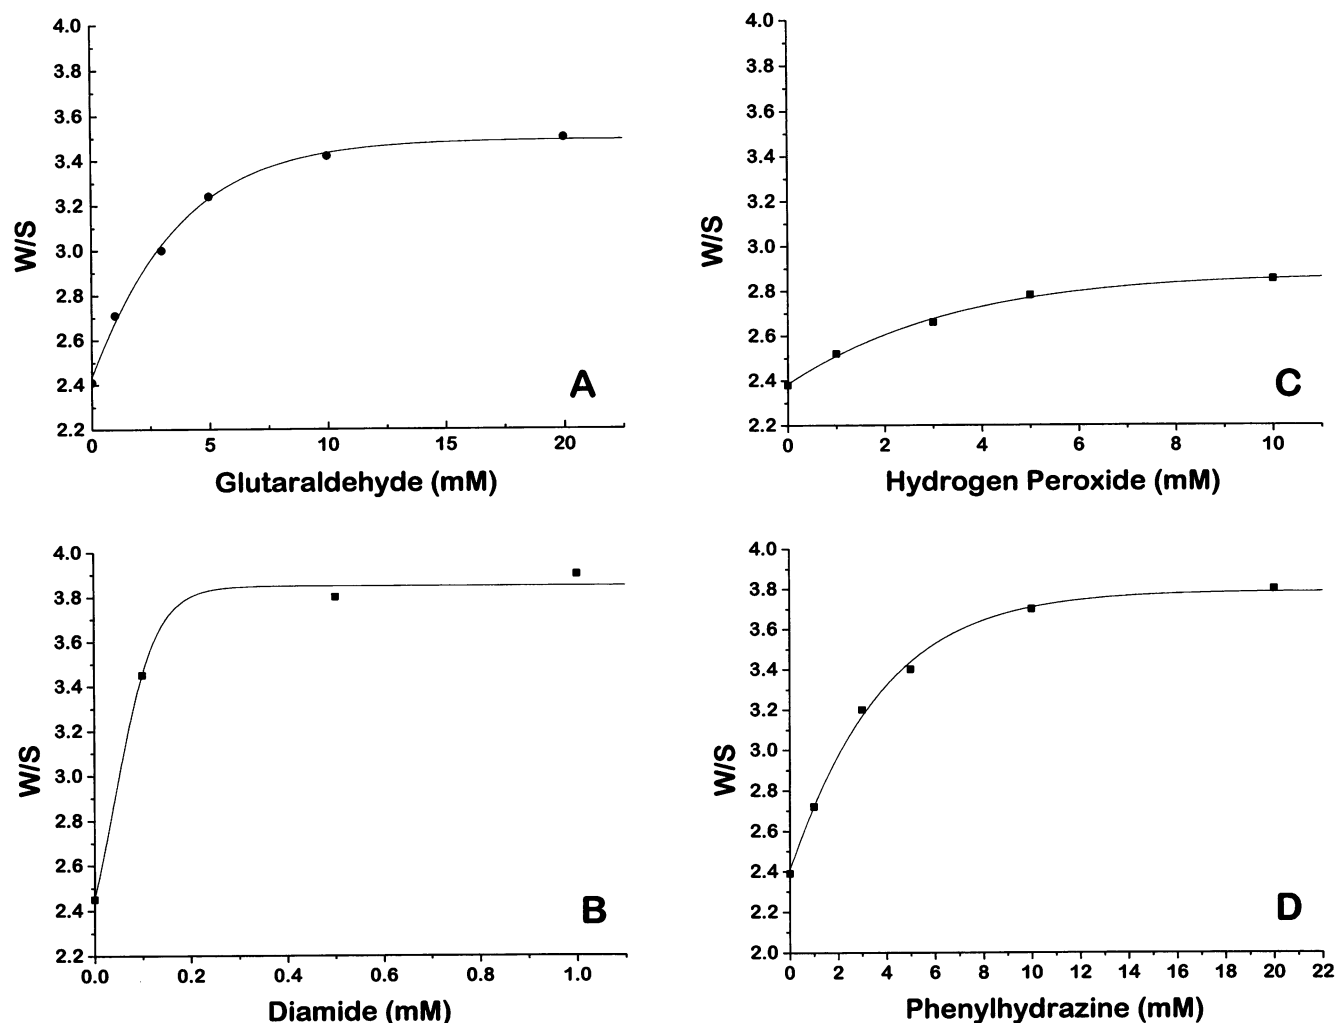 4.0
3.8
3.6
3.4
3.2
3.0
2.8
2.6
2.4
2.2
W/S
0 5 10 15 20
Glutaraldehyde (mM)
A
4.0
3.8
3.6
3.4
3.2
3.0
2.8
2.6
2.4
2.2
W/S
0 2 4 6 8 10
Hydrogen Peroxide (mM)
C
4.0
3.8
3.6
3.4
3.2
3.0
2.8
2.6
2.4
2.2
W/S
0.0 0.2 0.4 0.6 0.8 1.0
Diamide (mM)
B
4.0
3.8
3.6
3.4
3.2
3.0
2.8
2.6
2.4
2.2
2.0
W/S
0 2 4 6 8 10 12 14 16 18 20 22
Phenylhydrazine (mM)
D